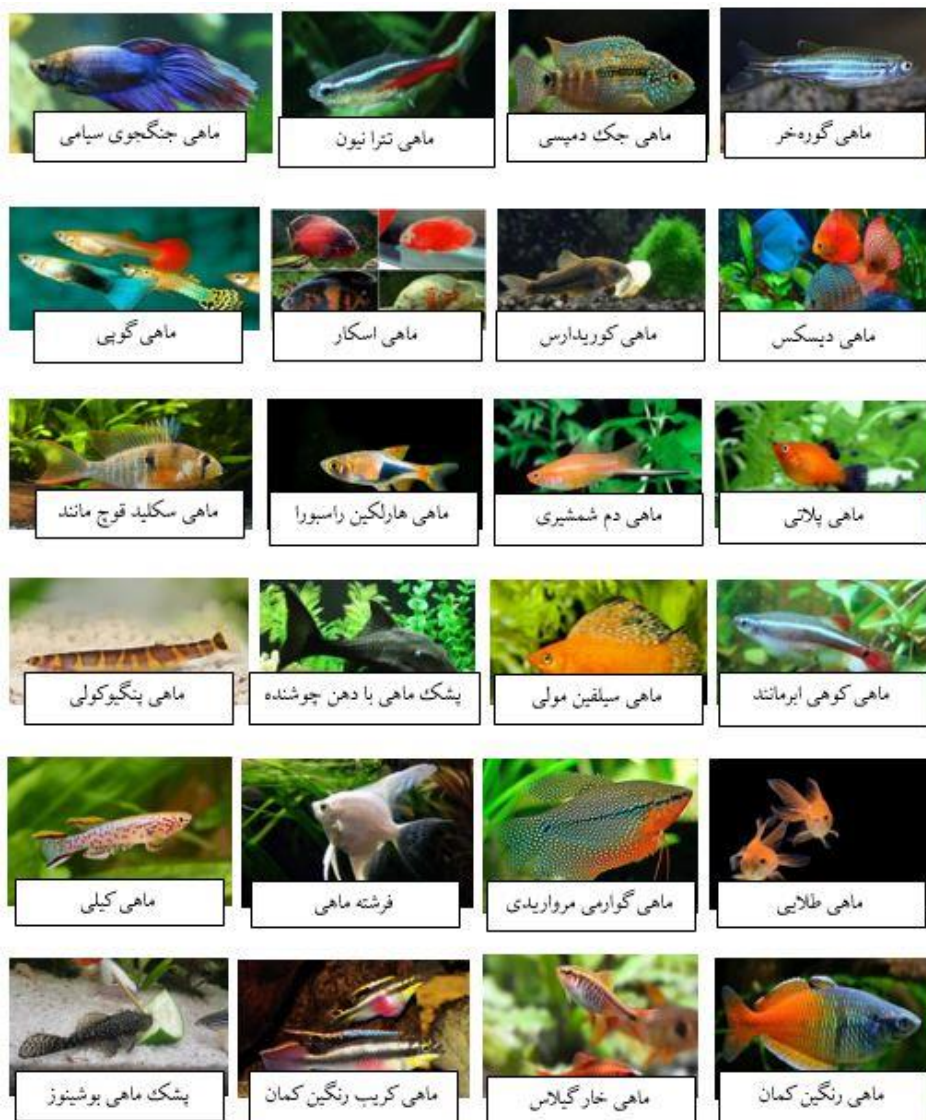 ماهی گوره‌خر
ماهی جک دمپسی
ماهی تترا نیون
ماهی جنگجوی سیامی
ماهی دیسکس
ماهی کوریدارس
ماهی اسکار
ماهی گوپی
ماهی پلاتی
ماهی دم شمشیری
ماهی هارلکین راسبورا
ماهی سکلید قوچ مانند
ماهی کوهی ابرمانند
ماهی سیلفین مولی
پشک ماهی با دهن چوشنده
ماهی پنگیوکولی
ماهی طلایی
ماهی گوارمی مرواریدی
فرشته ماهی
ماهی کیلی
ماهی رنگین کمان
ماهی خار گیلاس
ماهی کریب رنگین کمان
پشک ماهی بوشینوز